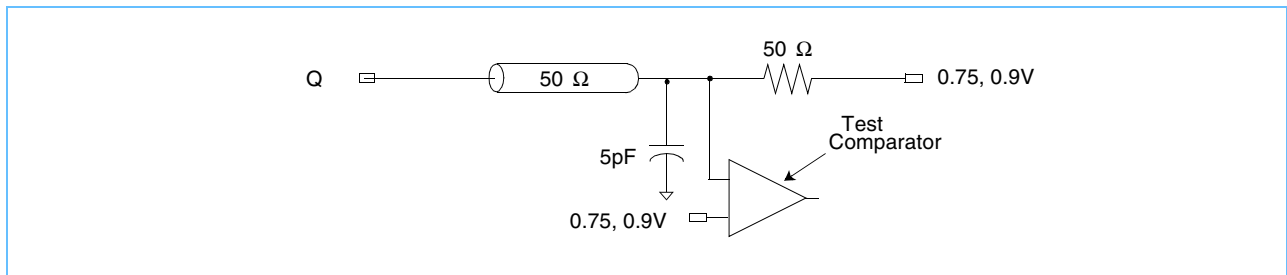 50 Ω
Q
50 Ω
0.75, 0.9V
Test
Comparator
5pF
0.75, 0.9V